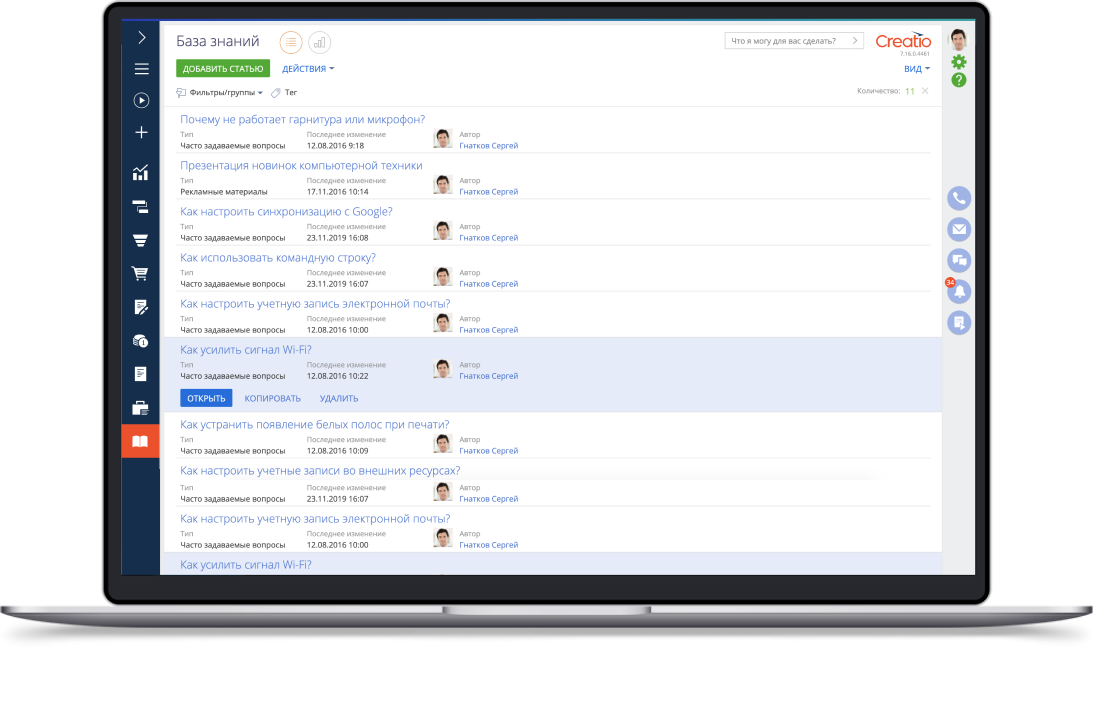 База знаний
Что я могу для вас сделать?
Creatio
7.16.0.4461
ДОБАВИТЬ СТАТЬЮ ДЕЙСТВИЯ
ВИД
Фильтры/группы Тег
Количество: 11
Почему не работает гарнитура или микрофон?
Тип Последнее изменение Автор
Часто задаваемые вопросы 12.08.2016 9:18 Гнатков Сергей
Презентация новинок компьютерной техники
Тип Последнее изменение Автор
Рекламные материалы 17.11.2016 10:14 Гнатков Сергей
Как настроить синхронизацию с Google?
Тип Последнее изменение Автор
Часто задаваемые вопросы 23.11.2019 16:08 Гнатков Сергей
Как использовать командную строку?
Тип Последнее изменение Автор
Часто задаваемые вопросы 23.11.2019 16:07 Гнатков Сергей
Как настроить учетную запись электронной почты?
Тип Последнее изменение Автор
Часто задаваемые вопросы 12.08.2016 10:00 Гнатков Сергей
34
Как усилить сигнал Wi-Fi?
Тип Последнее изменение Автор
Часто задаваемые вопросы 12.08.2016 10:22 Гнатков Сергей
ОТКРЫТЬ КОПИРОВАТЬ УДАЛИТЬ
Как устранить появление белых полос при печати?
Тип Последнее изменение Автор
Часто задаваемые вопросы 12.08.2016 10:09 Гнатков Сергей
Как настроить учетные записи во внешних ресурсах?
Тип Последнее изменение Автор
Часто задаваемые вопросы 23.11.2019 16:07 Гнатков Сергей
Как настроить учетную запись электронной почты?
Тип Последнее изменение Автор
Часто задаваемые вопросы 12.08.2016 10:00 Гнатков Сергей
Как усилить сигнал Wi-Fi?